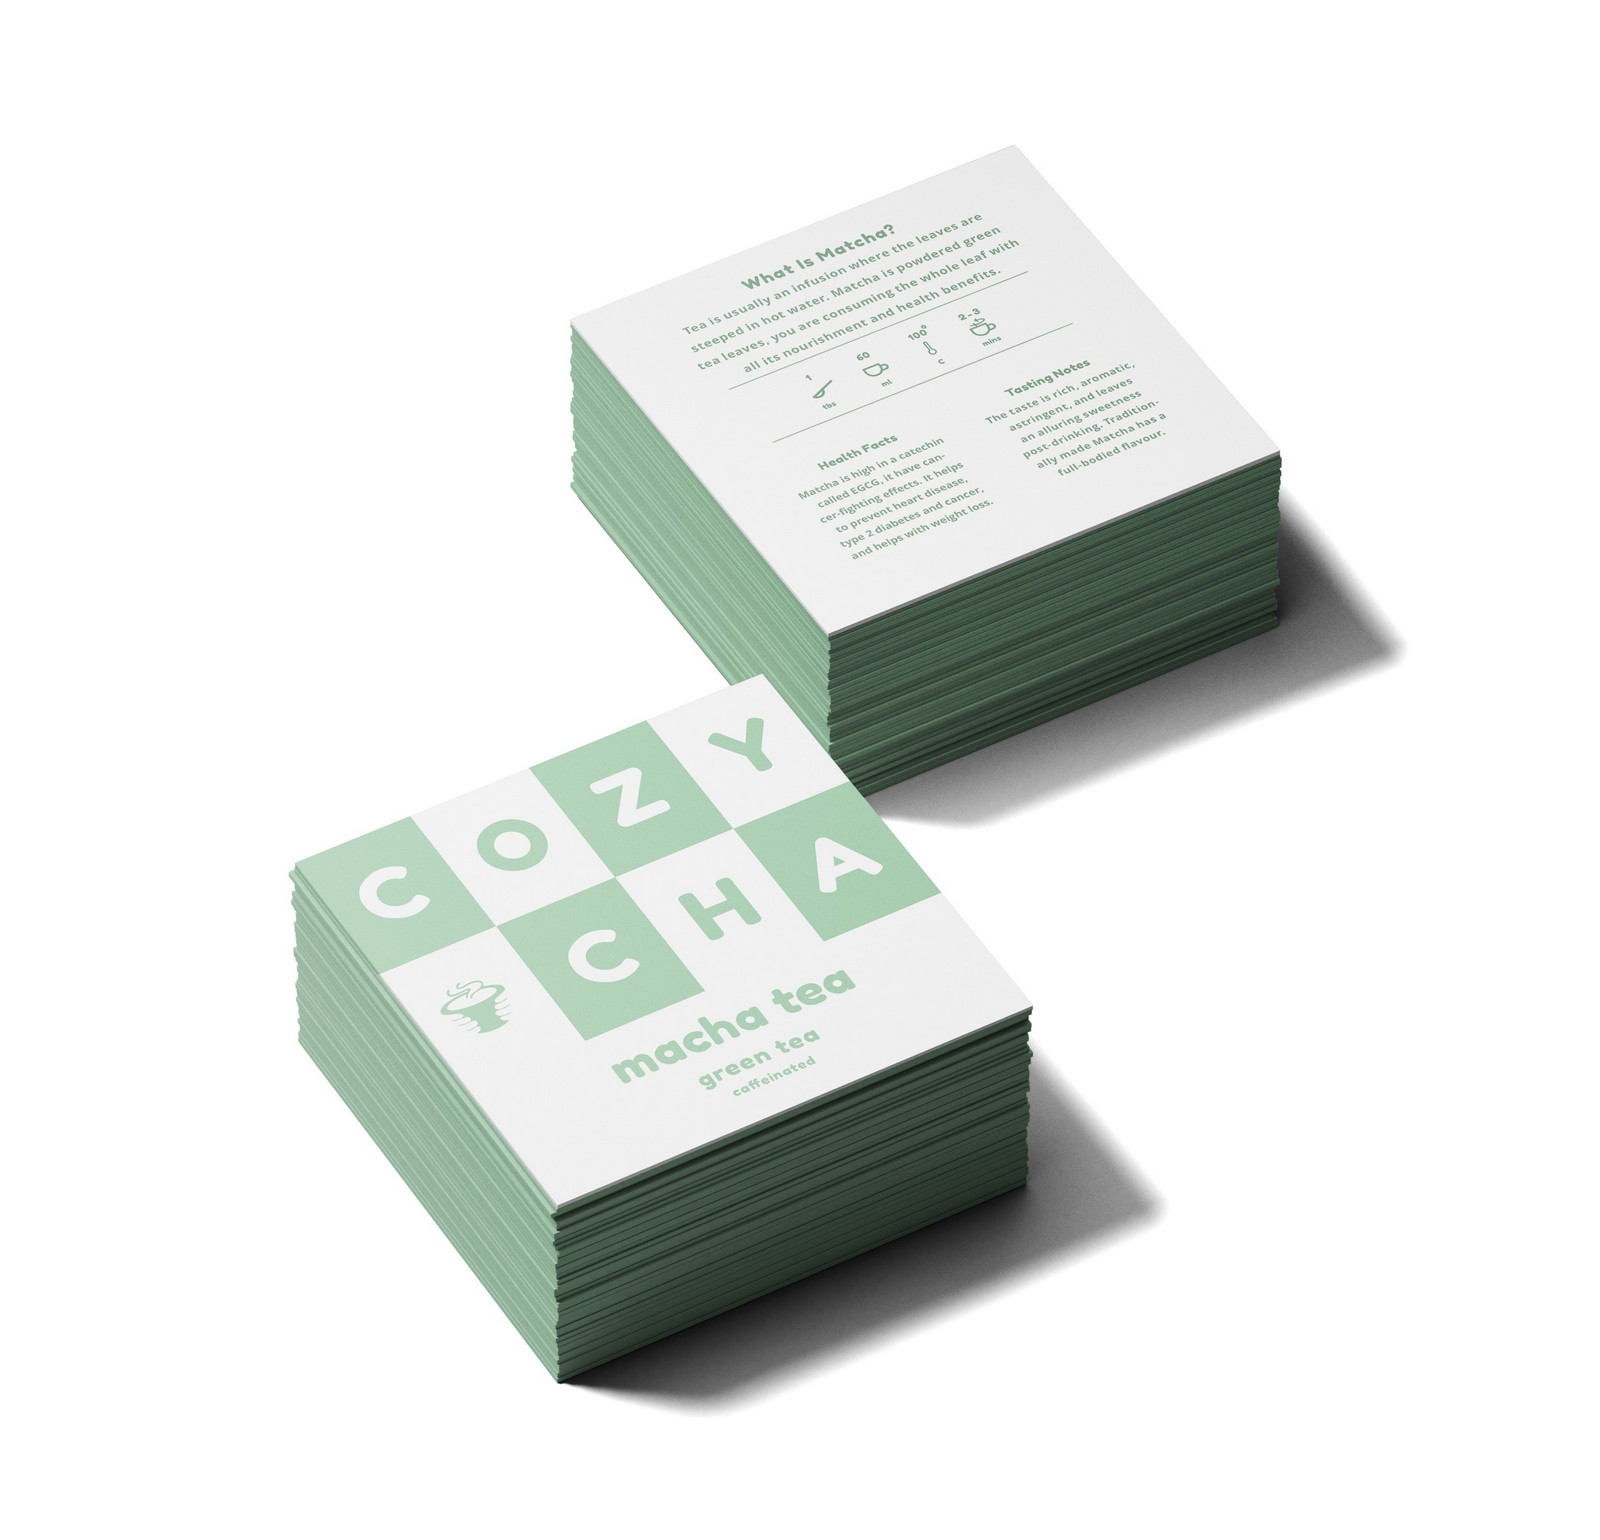 What Is Matcha?
Tea is usually an infusion where the leaves are
steeped in hot water. Matcha is powdered green
tea leaves, you are consuming the whole leaf with
all its nourishment and health benefits.
1 60 100° 2-3
tbs ml C mins
Health Facts
Matcha is high in a catechin
called EGCG, it have can-
cer-fighting effects. It helps
to prevent heart disease,
type 2 diabetes and cancer,
and helps with weight loss.
Tasting Notes
The taste is rich, aromatic,
astringent, and leaves
an alluring sweetness
post-drinking. Tradition-
ally made Matcha has a
full-bodied flavour.
COZY
CHA
macha tea
green tea
caffeinated